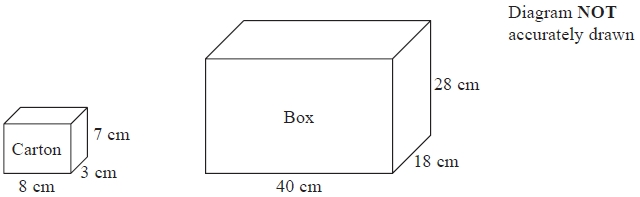 Diagram NOT
accurately drawn
28 cm
Box
7 cm
Carton
18 cm
3 cm
8 cm
40 cm